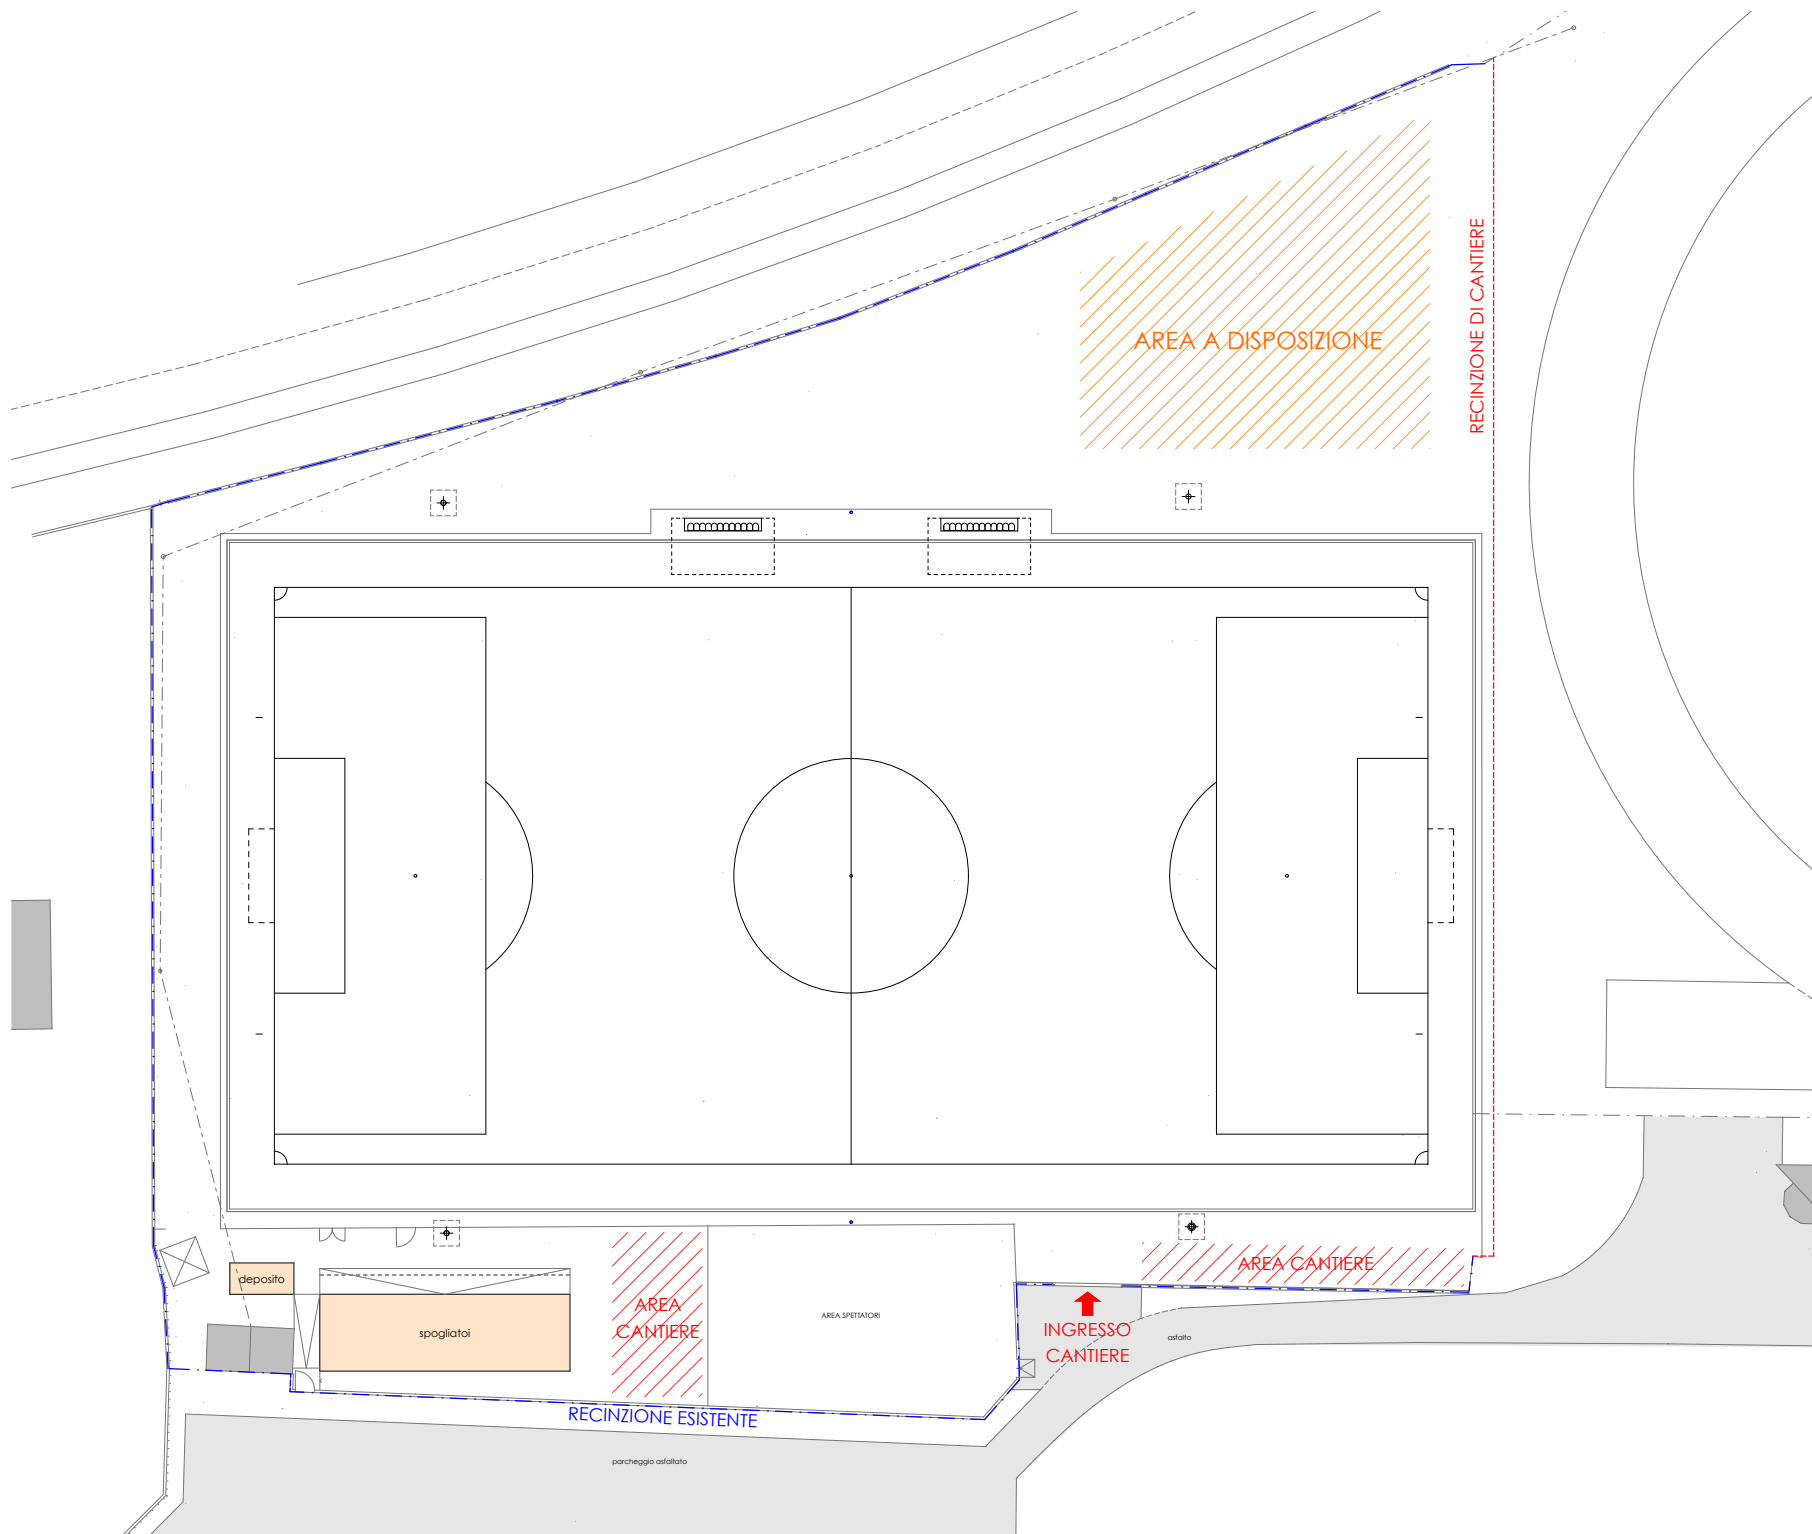 RECINZIONE DI CANTIERE
AREA A DISPOSIZIONE
deposito
spogliatoi
AREA
CANTIERE
AREA SPETTATORI
AREA CANTIERE
INGRESSO
CANTIERE
asfalto
RECINZIONE ESISTENTE
parcheggio asfaltato